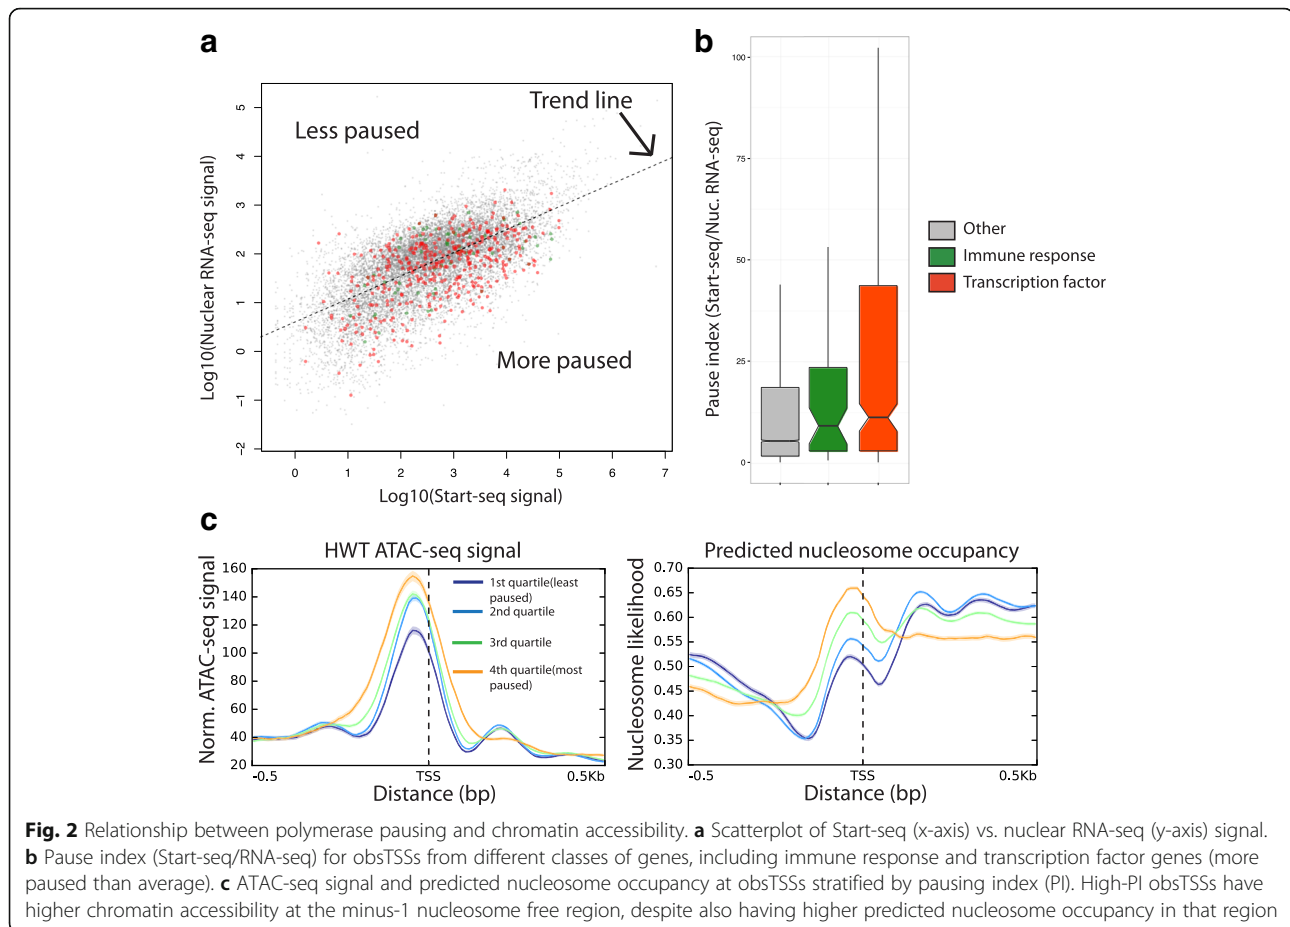 a
b
5
4
3
2
1
0
−1
−2
Log10(Nuclear RNA-seq signal)
Less paused
Trend line
More paused
0 1 2 3 4 5 6 7
Log10(Start-seq signal)
100
75
50
25
0
Pause index (Start-seq/Nuc. RNA-seq)
Other
Immune response
Transcription factor
c
HWT ATAC-seq signal
Norm. ATAC-seq signal
160
140
120
100
80
60
40
20
1st quartile(least
paused)
2nd quartile
3rd quartile
4th quartile(most
paused)
-0.5 TSS 0.5Kb
Distance (bp)
Predicted nucleosome occupancy
Nucleosome likelihood
0.70
0.65
0.60
0.55
0.50
0.45
0.40
0.35
0.30
-0.5 TSS 0.5Kb
Distance (bp)
Fig. 2 Relationship between polymerase pausing and chromatin accessibility. a Scatterplot of Start-seq (x-axis) vs. nuclear RNA-seq (y-axis) signal.
b Pause index (Start-seq/RNA-seq) for obsTSSs from different classes of genes, including immune response and transcription factor genes (more
paused than average). c ATAC-seq signal and predicted nucleosome occupancy at obsTSSs stratified by pausing index (PI). High-PI obsTSSs have
higher chromatin accessibility at the minus-1 nucleosome free region, despite also having higher predicted nucleosome occupancy in that region